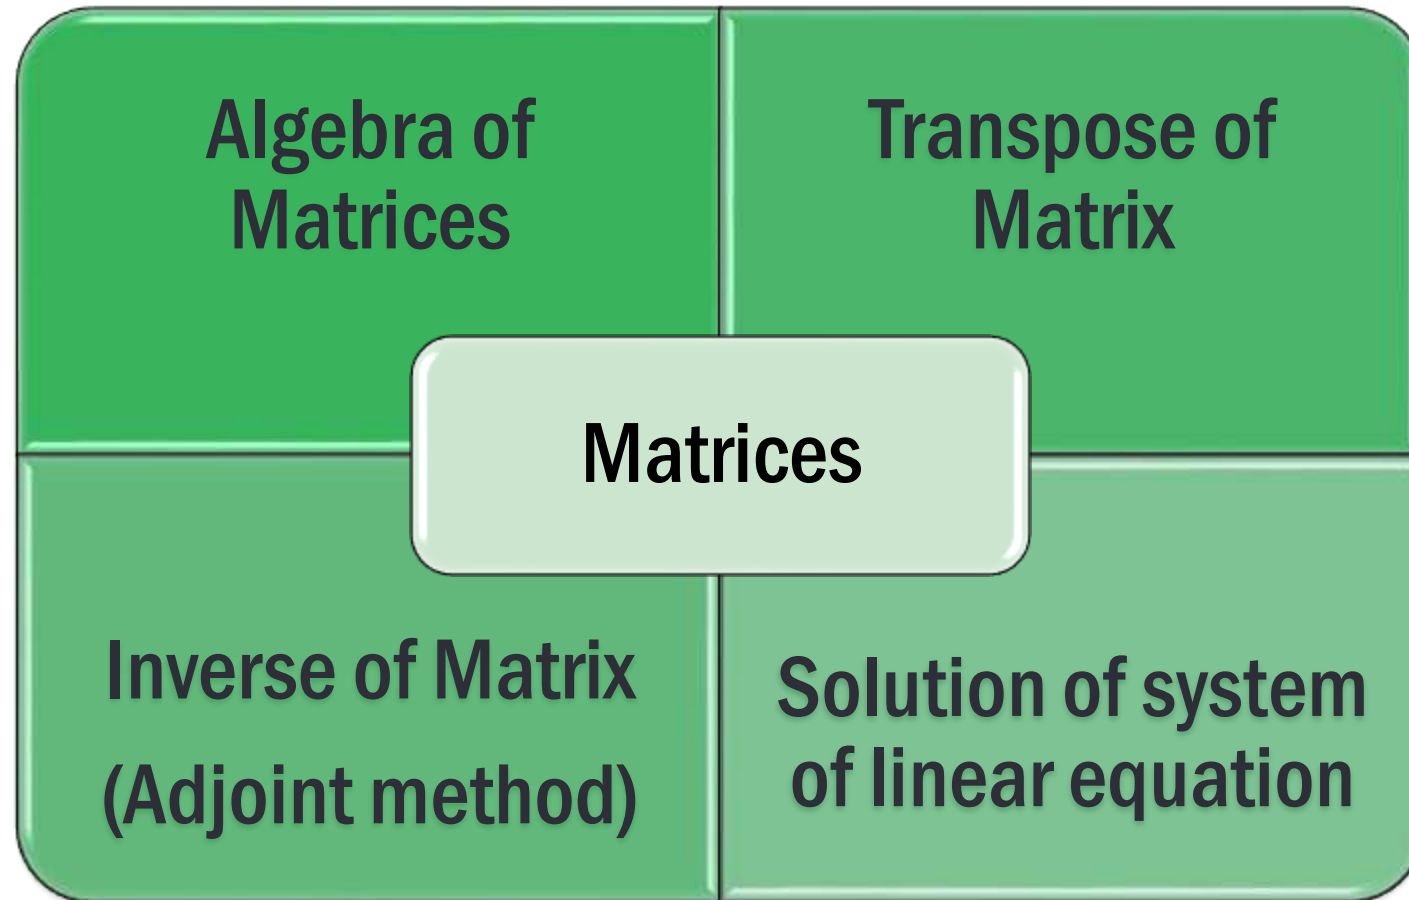 Algebra of
Matrices
Transpose of
Matrix
Matrices
Inverse of Matrix
(Adjoint method)
Solution of system
of linear equation